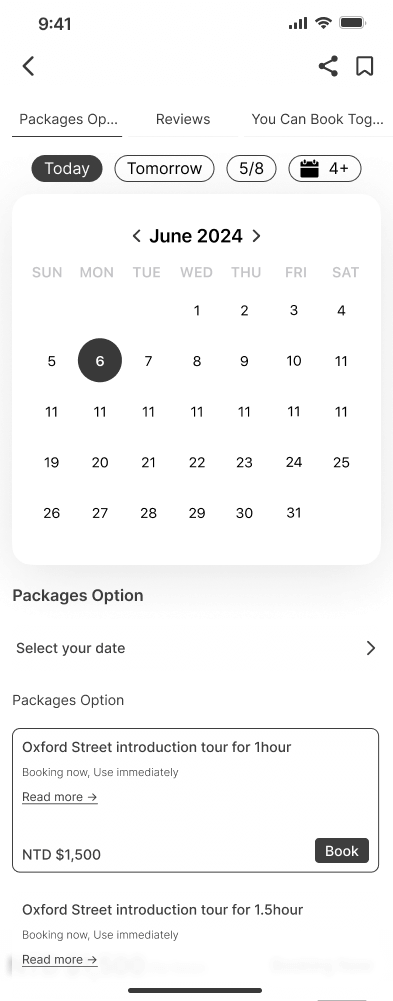 9:41
Packages Op... Reviews You Can Book Tog...
Today Tomorrow 5/8 4+
June 2024
SUN MON TUE WED THU FRI SAT
1 2 3 4
5 6 7 8 9 10 11
11 11 11 11 11 11 11
19 20 21 22 23 24 25
26 27 28 29 30 31
Packages Option
Select your date
Packages Option
Oxford Street introduction tour for 1hour
Booking now, Use immediately
Read more →
NTD $1,500 Book
Oxford Street introduction tour for 1.5hour
Booking now, Use immediately
Read more →